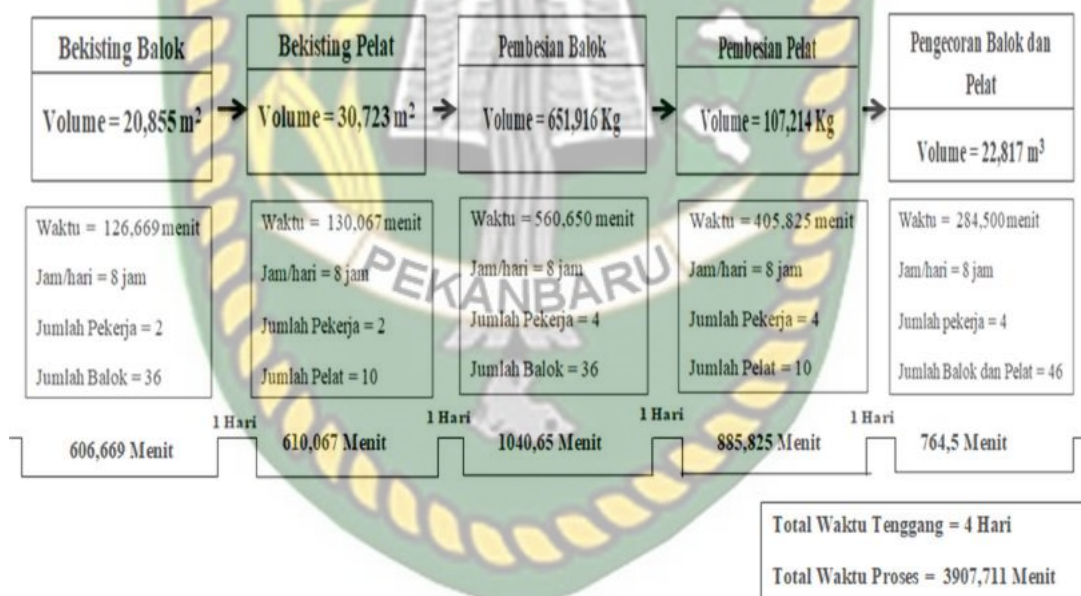 Bekisting Balok
Volume = 20,855 m²
Bekisting Pelat
Volume = 30,723 m²
Pembesian Balok
Volume = 651,916 Kg
Pembesian Pelat
Volume = 107,214 Kg
Pengecoran Balok dan
Pelat
Volume = 22,817 m³
Waktu = 126,669 menit
Jam/hari = 8 jam
Jumlah Pekerja = 2
Jumlah Balok = 36
Waktu = 130,067 menit
Jam/hari = 8 jam
Jumlah Pekerja = 2
Jumlah Pelat = 10
Waktu = 560,650 menit
Jam/hari = 8 jam
Jumlah Pekerja = 4
Jumlah Balok = 36
Waktu = 405,825 menit
Jam/hari = 8 jam
Jumlah Pekerja = 4
Jumlah Pelat = 10
Waktu = 284,500 menit
Jam/hari = 8 jam
Jumlah pekerja = 4
Jumlah Balok dan Pelat = 46
PEKANBARU
606,669 Menit
1 Hari
610,067 Menit
1 Hari
1040,65 Menit
1 Hari
885,825 Menit
1 Hari
764,5 Menit
Total Waktu Tenggang = 4 Hari
Total Waktu Proses = 3907,711 Menit